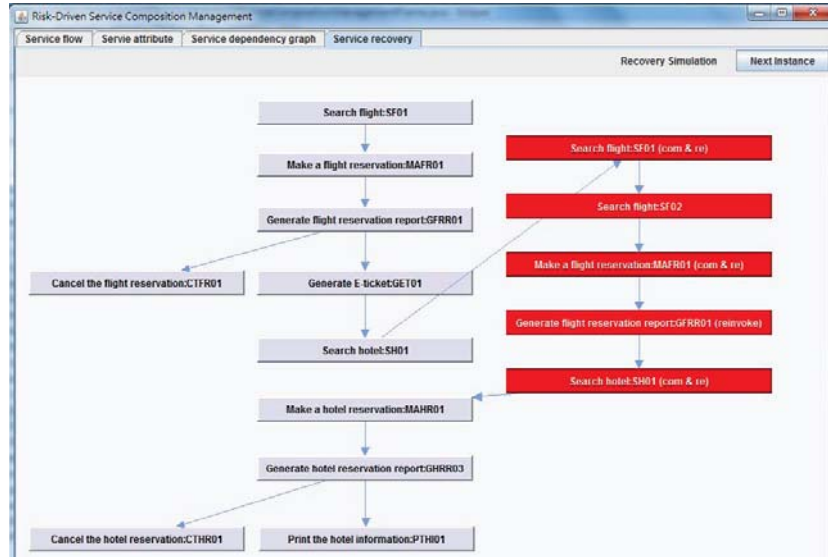 Risk-Driven Service Composition Management
Service flow Servie attribute Service dependency graph Service recovery
Recovery Simulation Next Instance
Search flight:SF01
Make a flight reservation:MAFR01
Generate flight reservation report:GFRR01
Cancel the flight reservation:CTFR01
Generate E-ticket:GET01
Search hotel:SH01
Search flight:SF01 (com & re)
Search flight:SF02
Make a flight reservation:MAFR01 (com & re)
Generate flight reservation report:GFRR01 (reinvoke)
Search hotel:SH01 (com & re)
Make a hotel reservation:MAHR01
Generate hotel reservation report:GHRR03
Cancel the hotel reservation:CTHR01
Print the hotel information:PTHI01